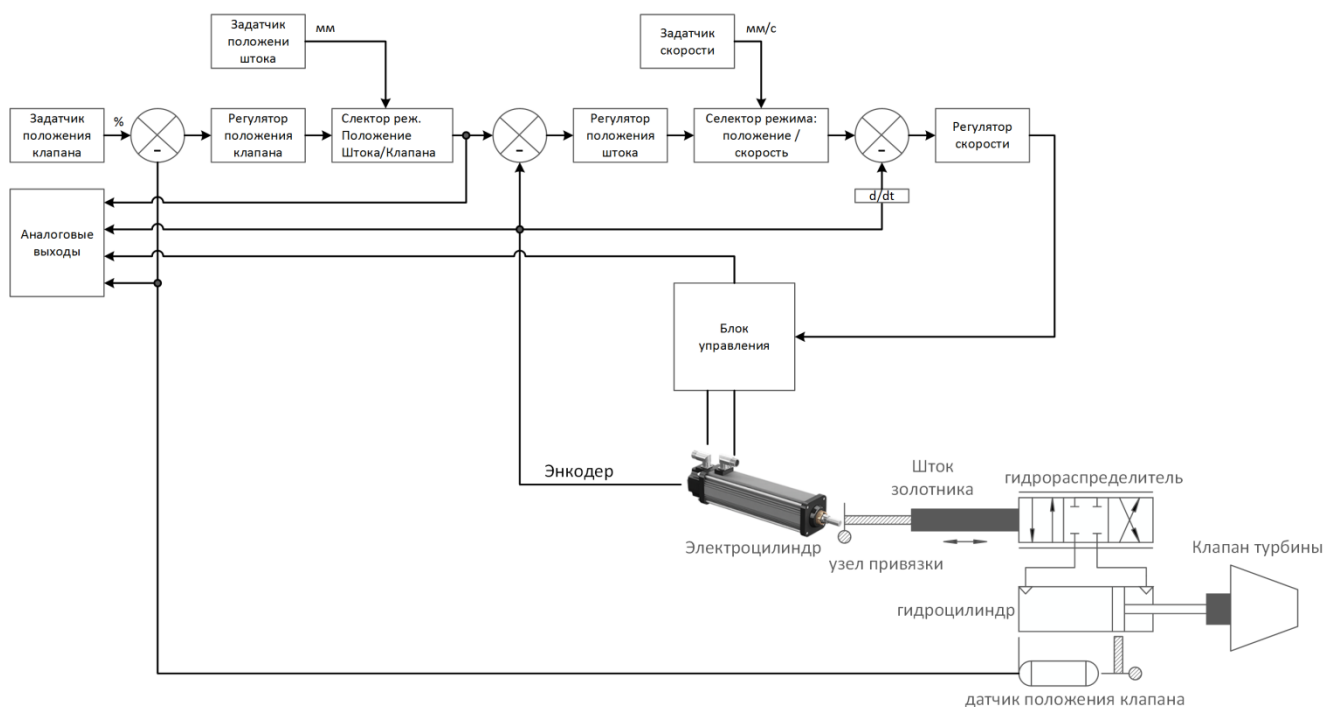 Задатчик
положени
штока
мм
Задатчик
скорости
мм/с
Задатчик
положения
клапана
%
-
Регулятор
положения
клапана
Слектор реж.
Положение
Штока/Клапана
-
Регулятор
положения
штока
Селектор режима:
положение /
скорость
-
Регулятор
скорости
d/dt
Аналоговые
выходы
Блок
управления
Энкодер
Шток
золотника
гидрораспределитель
Электроцилиндр
узел привязки
Клапан турбины
гидроцилиндр
датчик положения клапана